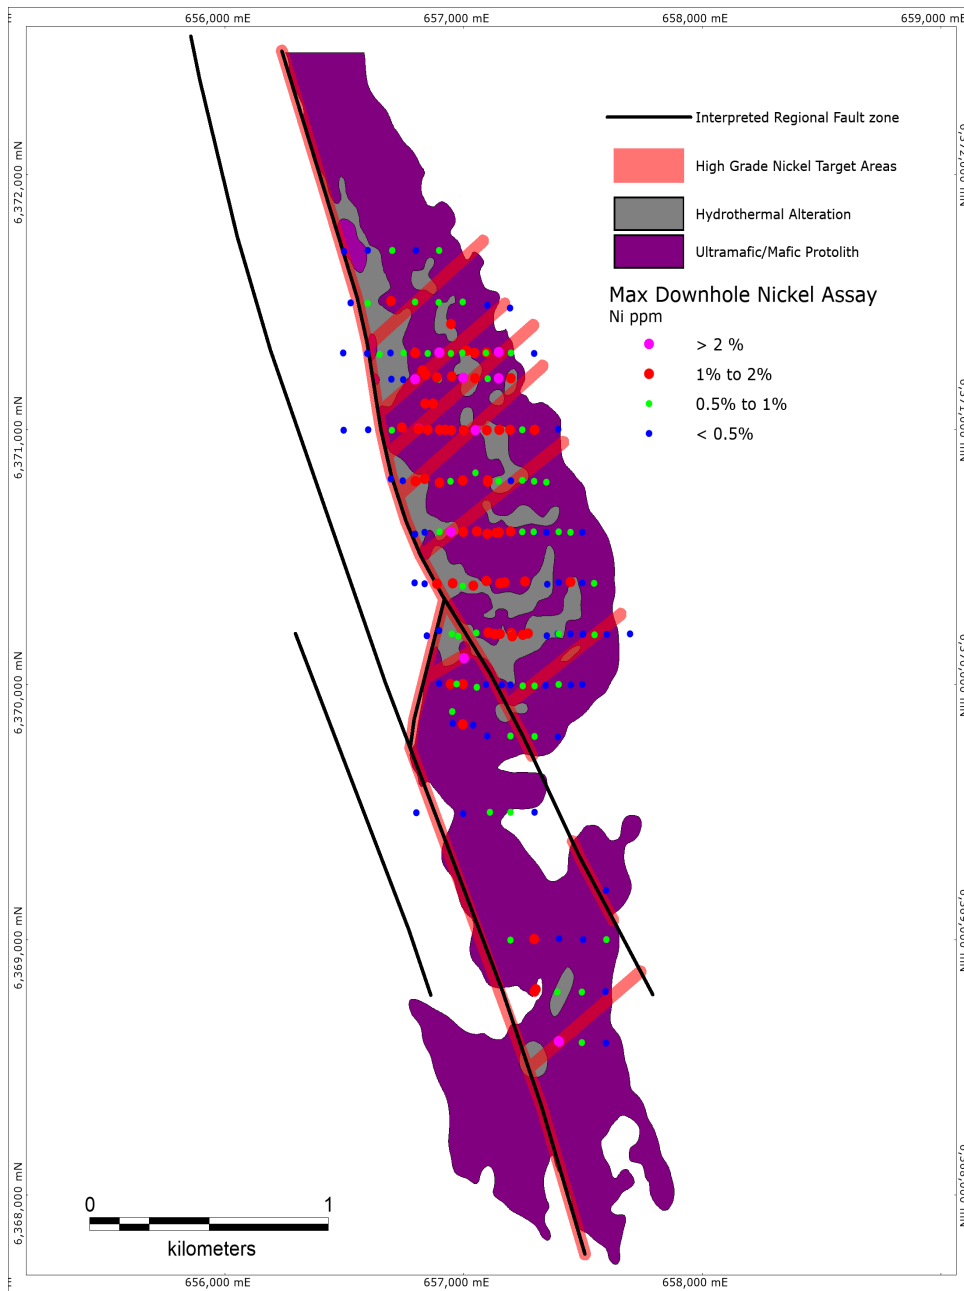 656,000 mE 657,000 mE 658,000 mE 659,000 mE
6,372,000 mN
6,371,000 mN
6,370,000 mN
6,369,000 mN
6,368,000 mN
Interpreted Regional Fault zone
High Grade Nickel Target Areas
Hydrothermal Alteration
Ultramafic/Mafic Protolith
Max Downhole Nickel Assay
Ni ppm
> 2 %
1% to 2%
0.5% to 1%
< 0.5%
0 1
kilometers
656,000 mE 657,000 mE 658,000 mE